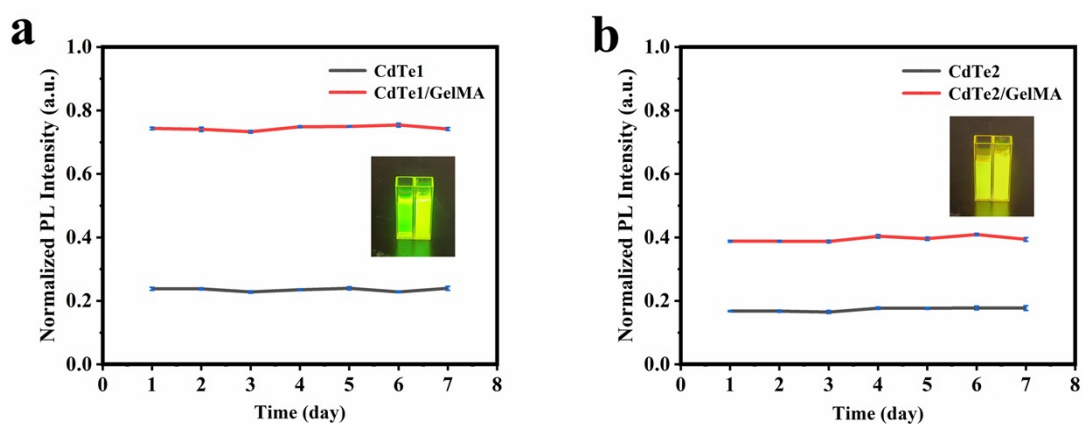 a
CdTe1
CdTe1/GelMA
Normalized PL Intensity (a.u.)
1.0
0.8
0.6
0.4
0.2
0.0
0 1 2 3 4 5 6 7 8
Time (day)
b
CdTe2
CdTe2/GelMA
Normalized PL Intensity (a.u.)
1.0
0.8
0.6
0.4
0.2
0.0
0 1 2 3 4 5 6 7 8
Time (day)